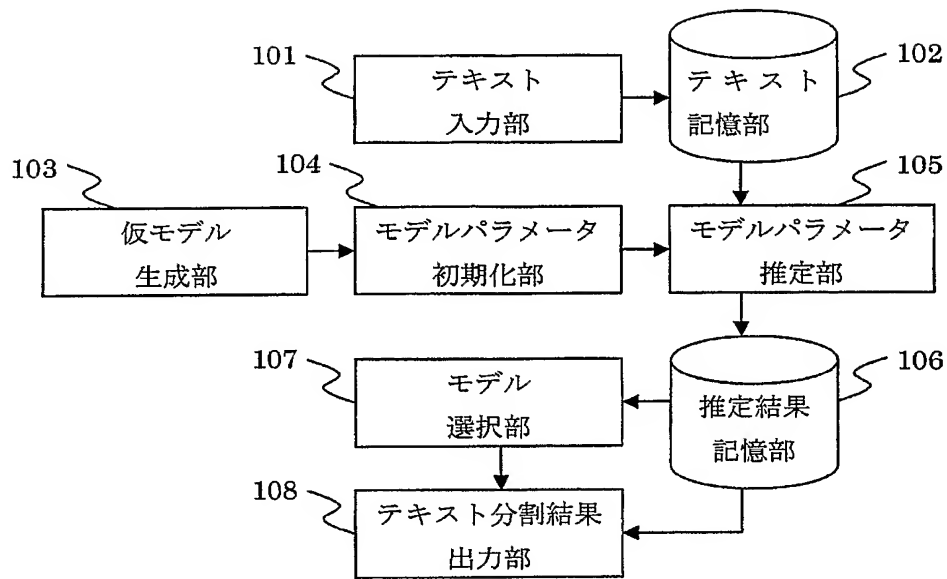 101
テキスト
入力部
テキスト
記憶部
102
103
仮モデル
生成部
104
モデルパラメータ
初期化部
105
モデルパラメータ
推定部
107
モデル
選択部
推定結果
記憶部
106
108
テキスト分割結果
出力部